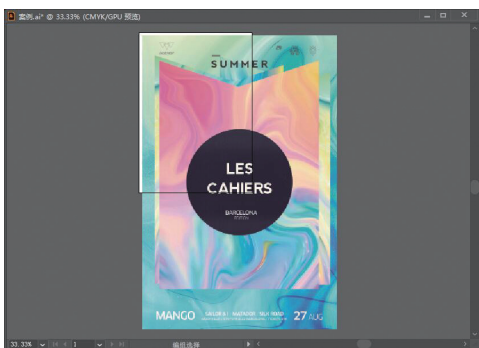 案例.ai* @ 33.33% (CMYK/GPU 预览)
SUMMER
LES
CAHIERS
BARCELONA
MANGO
27 AUG
33.33%
1
编组选择